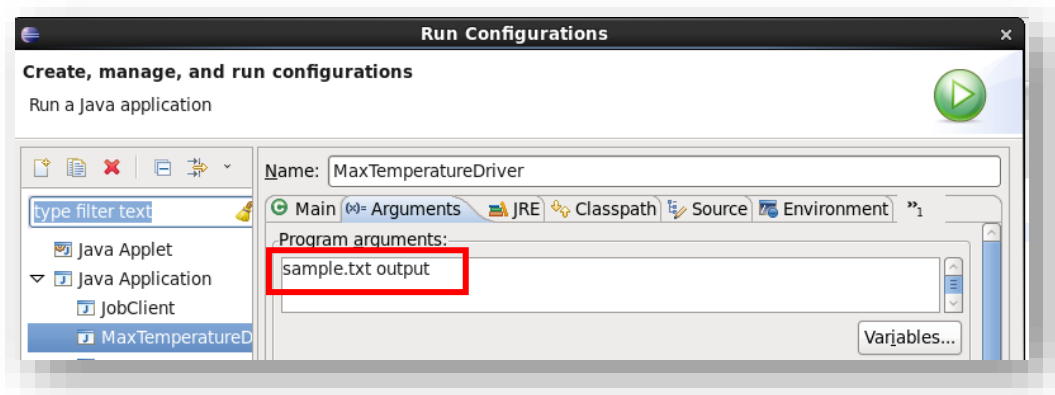 Run Configurations
Create, manage, and run configurations
Run a Java application
Name: MaxTemperatureDriver
type filter text
Main (x)= Arguments JRE Classpath Source Environment »1
Java Applet
Java Application
JobClient
MaxTemperatureD
Program arguments:
sample.txt output
Variables...